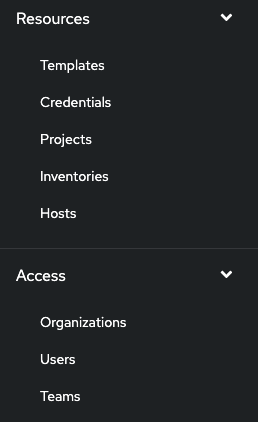 Resources
Templates
Credentials
Projects
Inventories
Hosts
Access
Organizations
Users
Teams